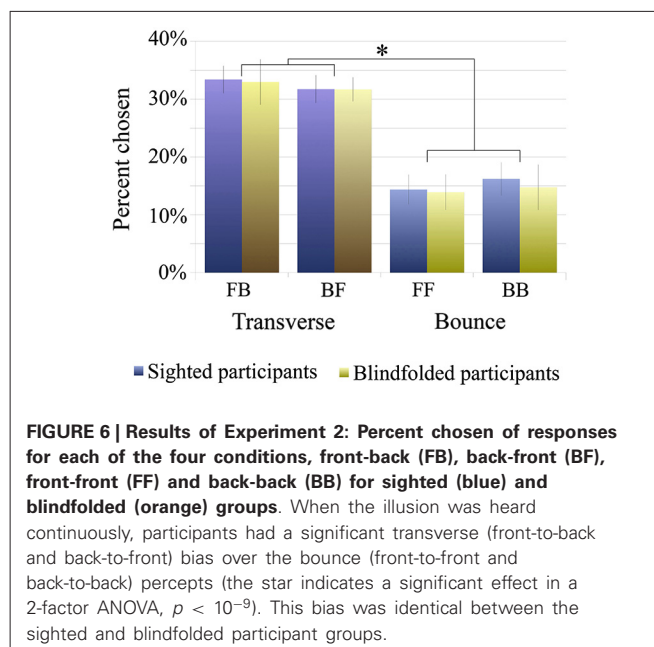 40%
*
30%
20%
10%
0%
Percent chosen
FB BF FF BB
Transverse Bounce
Sighted participants Blindfolded participants
FIGURE 6 | Results of Experiment 2: Percent chosen of responses
for each of the four conditions, front-back (FB), back-front (BF),
front-front (FF) and back-back (BB) for sighted (blue) and
blindfolded (orange) groups. When the illusion was heard
continuously, participants had a significant transverse (front-to-back
and back-to-front) bias over the bounce (front-to-front and
back-to-back) percepts (the star indicates a significant effect in a
2-factor ANOVA, p < 10⁻⁹). This bias was identical between the
sighted and blindfolded participant groups.